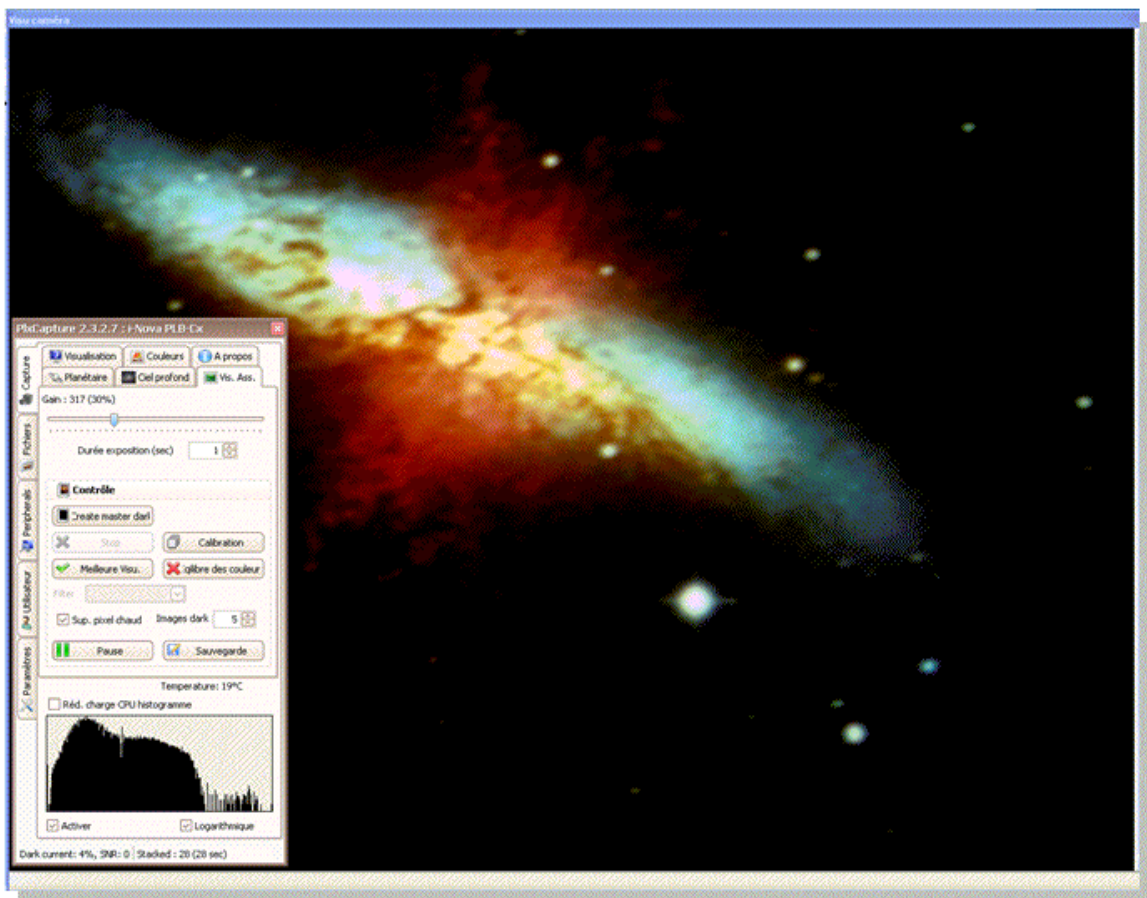 Visu caméra
PlxCapture 2.3.2.7 : i-Nova PLB-Cx
Visualisation Couleurs A propos
Planétaire Ciel profond Vis. Ass.
Gain : 317 (30%)
Durée exposition (sec) 1
Contrôle
Create master darl
Stop Calibration
Meilleure Visu. qilibre des couleur
Filter
Sup. pixel chaud Images dark 5
Pause Sauvegarde
Temperature: 19°C
Réd. charge CPU histogramme
Activer Logarithmique
Dark current: 4%, SNR: 0 Stacked : 28 (28 sec)
Capture
Fichiers
Peripherals
Utilisateur
Paramètres